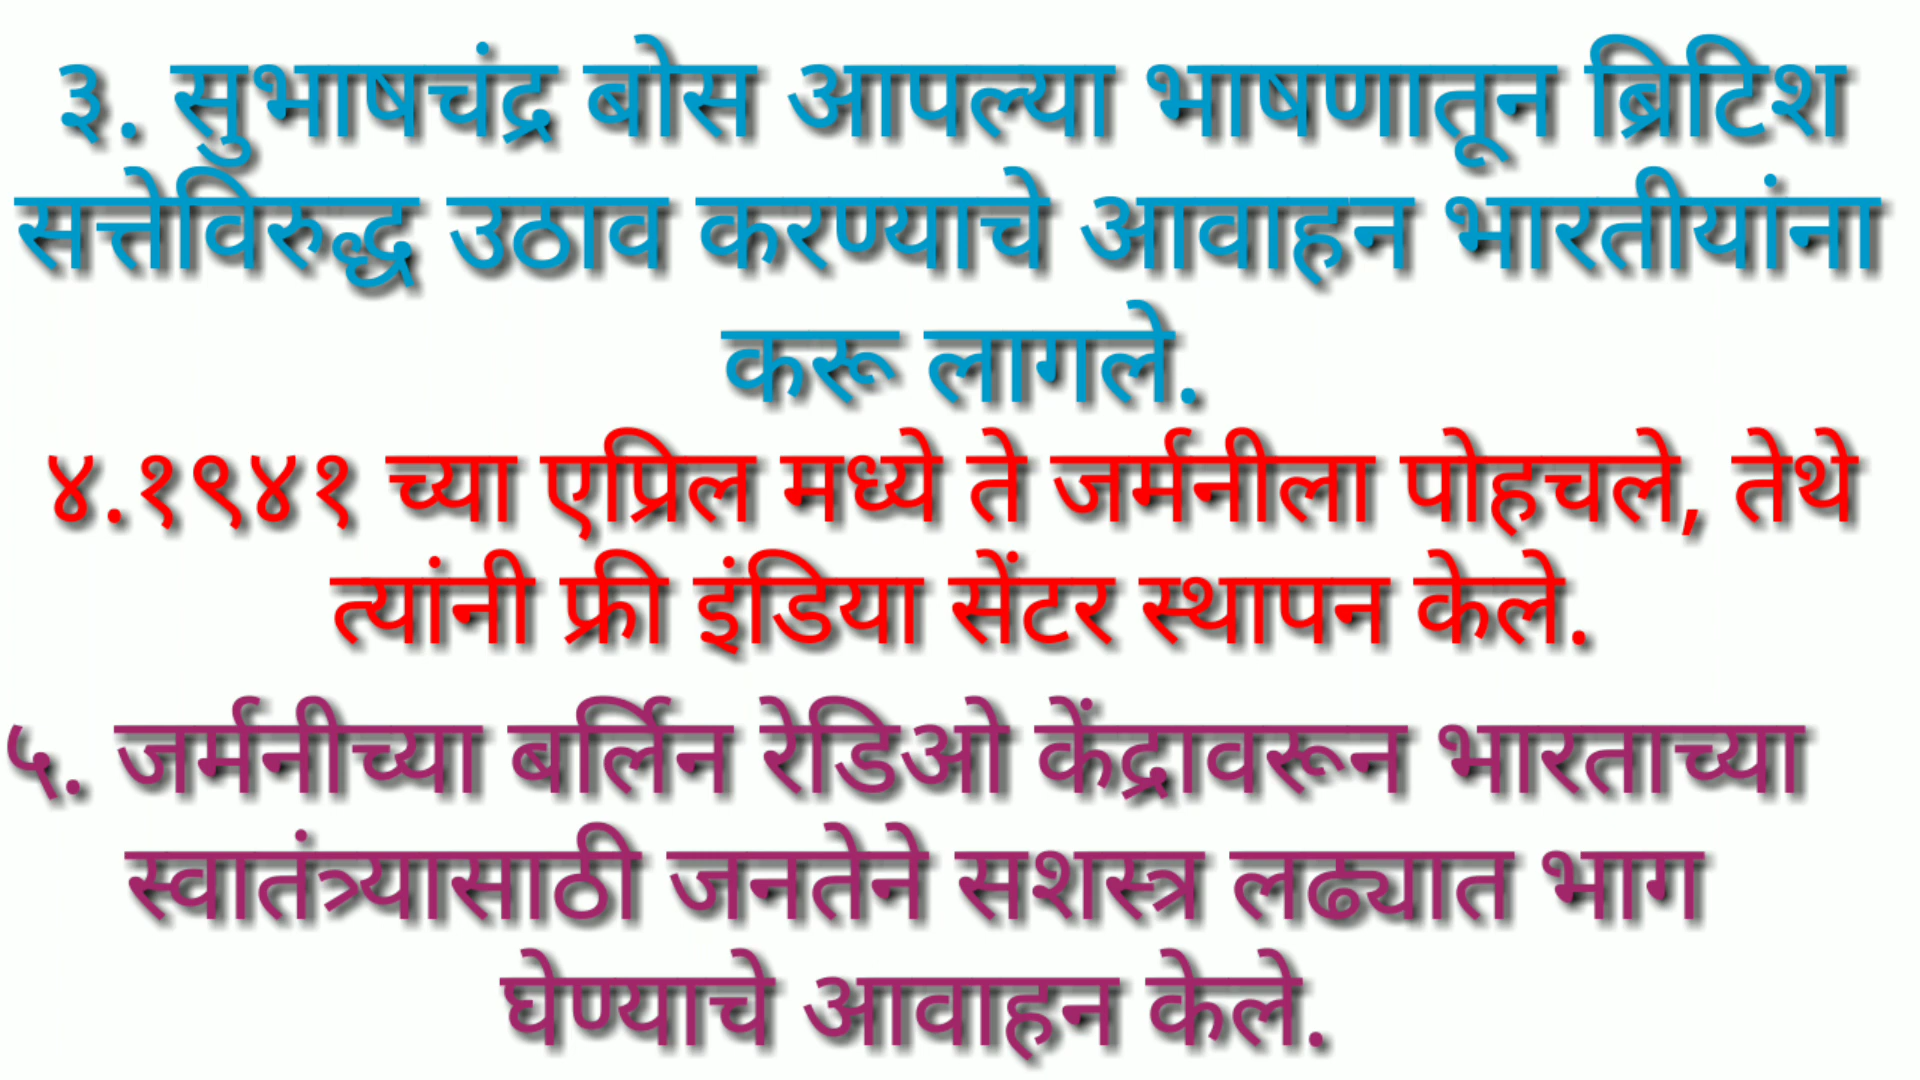 ३. सुभाषचंद्र बोस आपल्या भाषणातून ब्रिटिश
सत्तेविरुद्ध उठाव करण्याचे आवाहन भारतीयांना
करू लागले.
४.१९४१ च्या एप्रिल मध्ये ते जर्मनीला पोहचले, तेथे
त्यांनी फ्री इंडिया सेंटर स्थापन केले.
५. जर्मनीच्या बर्लिन रेडिओ केंद्रावरून भारताच्या
स्वातंत्र्यासाठी जनतेने सशस्त्र लढ्यात भाग
घेण्याचे आवाहन केले.